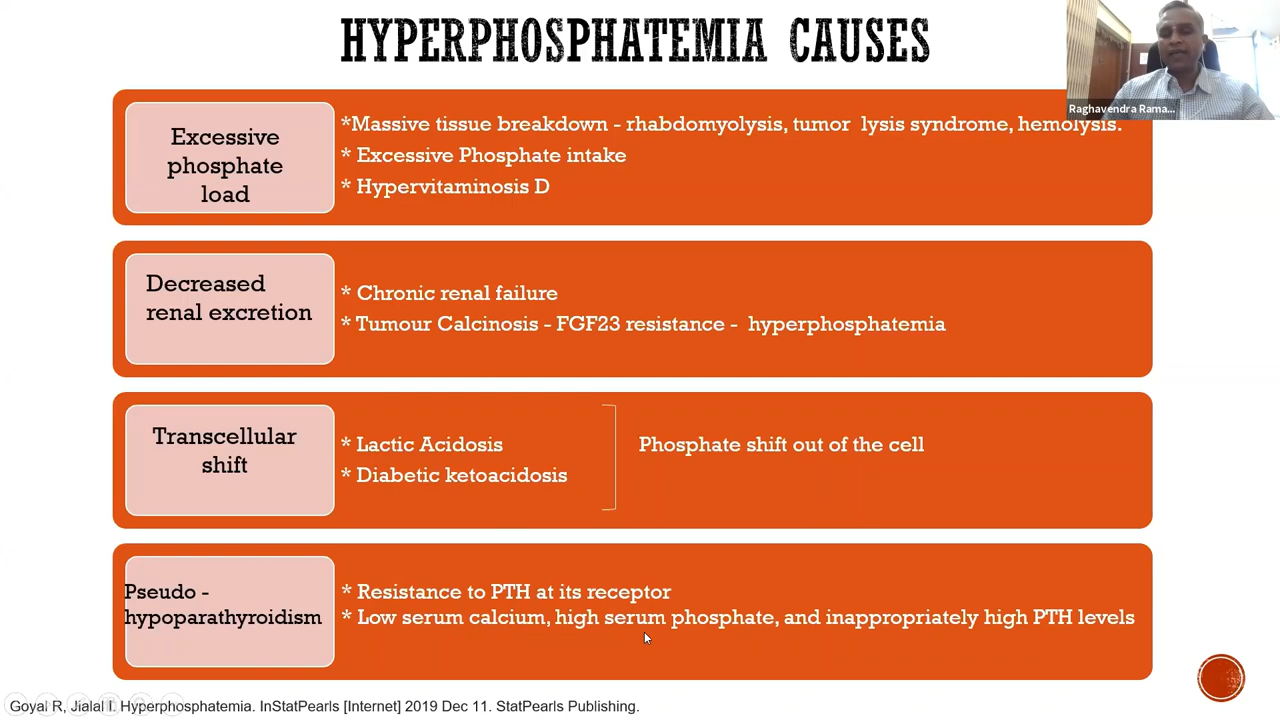 HYPERPHOSPHATEMIA CAUSES
Raghavendra Rama...
Excessive
phosphate
load
*Massive tissue breakdown - rhabdomyolysis, tumor lysis syndrome, hemolysis.
* Excessive Phosphate intake
* Hypervitaminosis D
Decreased
renal excretion
* Chronic renal failure
* Tumour Calcinosis - FGF23 resistance - hyperphosphatemia
Transcellular
shift
* Lactic Acidosis
* Diabetic ketoacidosis
Phosphate shift out of the cell
Pseudo -
hypoparathyroidism
* Resistance to PTH at its receptor
* Low serum calcium, high serum phosphate, and inappropriately high PTH levels
Goyal R, Jialal I. Hyperphosphatemia. InStatPearls [Internet] 2019 Dec 11. StatPearls Publishing.